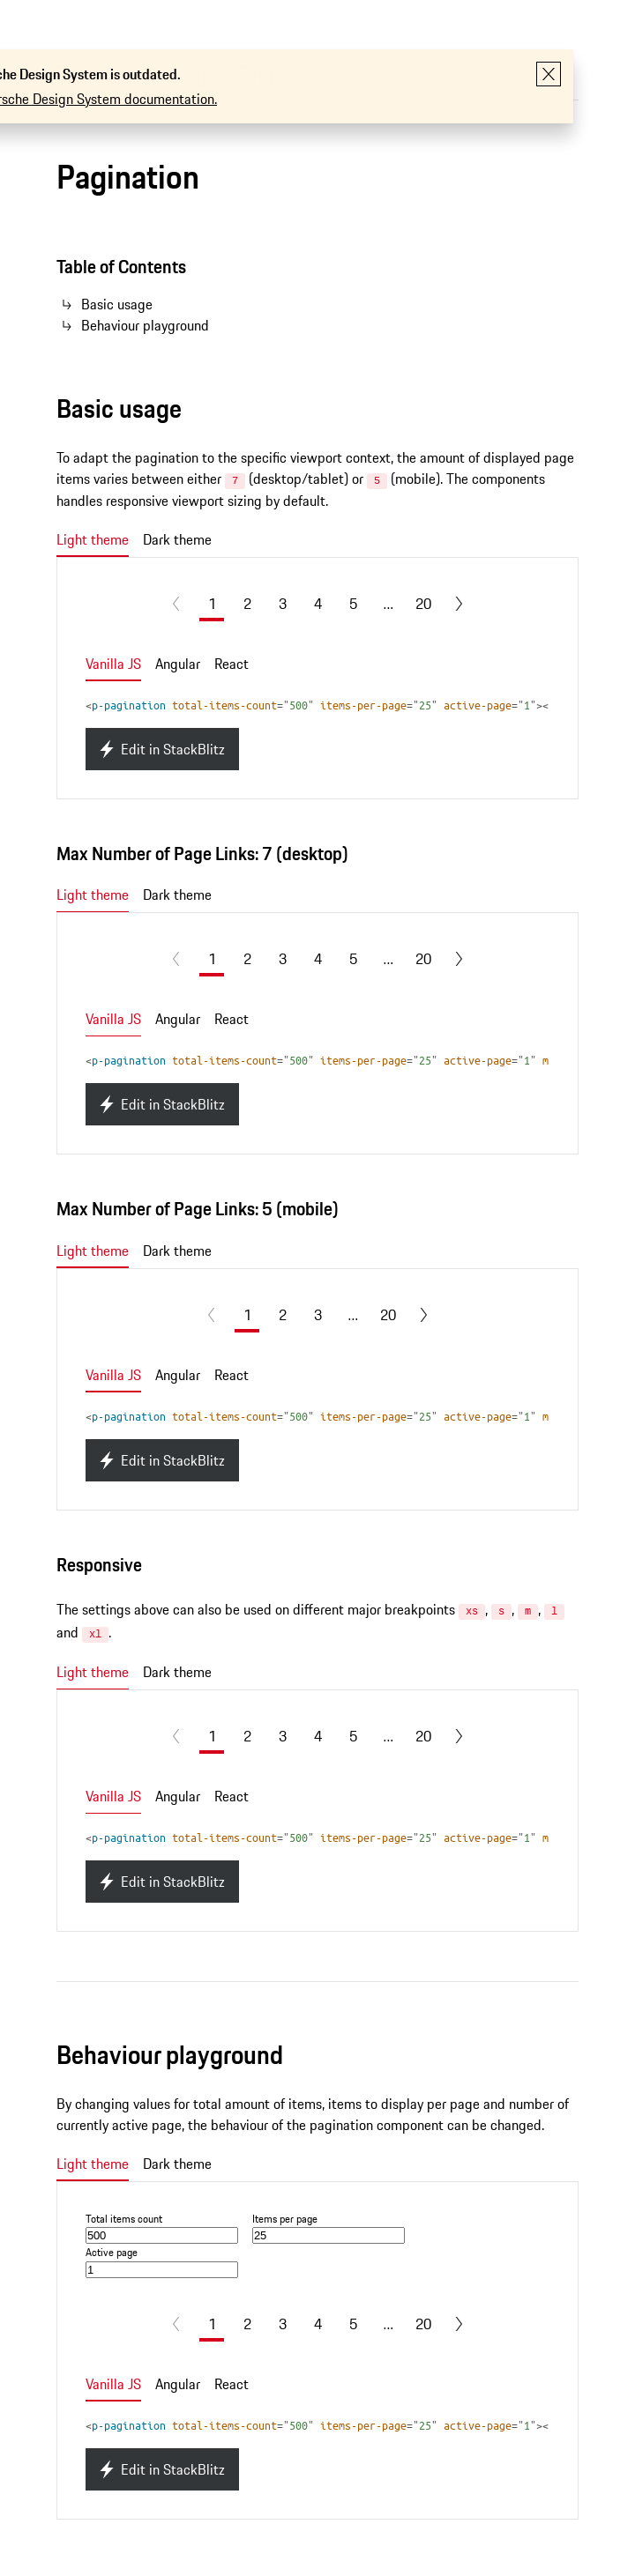 che Design System is outdated.
rsche Design System documentation.
Pagination
Table of Contents
Basic usage
Behaviour playground
Basic usage
To adapt the pagination to the specific viewport context, the amount of displayed page
items varies between either 7 (desktop/tablet) or 5 (mobile). The components
handles responsive viewport sizing by default.
Light theme Dark theme
1 2 3 4 5 ... 20
Vanilla JS Angular React
<p-pagination total-items-count="500" items-per-page="25" active-page="1"><
Edit in StackBlitz
Max Number of Page Links: 7 (desktop)
Light theme Dark theme
1 2 3 4 5 ... 20
Vanilla JS Angular React
<p-pagination total-items-count="500" items-per-page="25" active-page="1" m
Edit in StackBlitz
Max Number of Page Links: 5 (mobile)
Light theme Dark theme
1 2 3 ... 20
Vanilla JS Angular React
<p-pagination total-items-count="500" items-per-page="25" active-page="1" m
Edit in StackBlitz
Responsive
The settings above can also be used on different major breakpoints xs, s, m, l
and xl.
Light theme Dark theme
1 2 3 4 5 ... 20
Vanilla JS Angular React
<p-pagination total-items-count="500" items-per-page="25" active-page="1" m
Edit in StackBlitz
Behaviour playground
By changing values for total amount of items, items to display per page and number of
currently active page, the behaviour of the pagination component can be changed.
Light theme Dark theme
Total items count Items per page
500 25
Active page
1
1 2 3 4 5 ... 20
Vanilla JS Angular React
<p-pagination total-items-count="500" items-per-page="25" active-page="1"><
Edit in StackBlitz